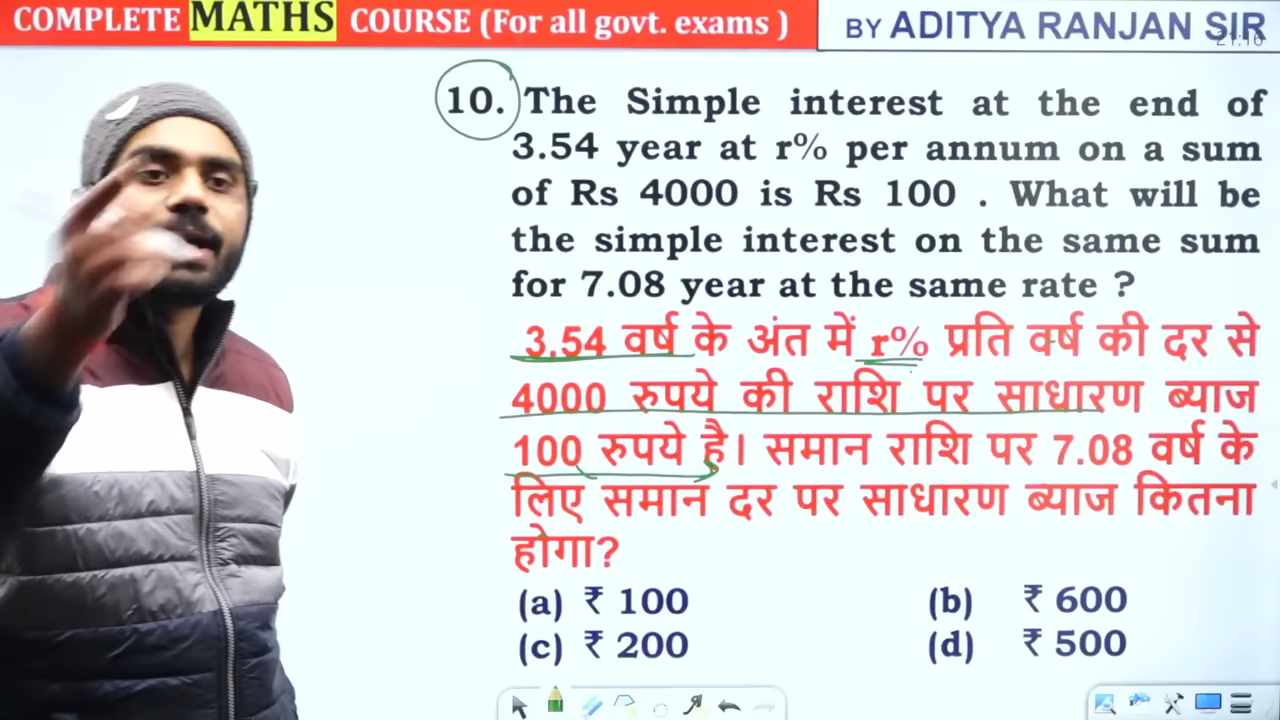 COMPLETE MATHS COURSE (For all govt. exams )
BY ADITYA RANJAN SIR
21:16
10. The Simple interest at the end of
3.54 year at r% per annum on a sum
of Rs 4000 is Rs 100 . What will be
the simple interest on the same sum
for 7.08 year at the same rate ?
3.54 वर्ष के अंत में r% प्रति वर्ष की दर से
4000 रुपये की राशि पर साधारण ब्याज
100 रुपये है। समान राशि पर 7.08 वर्ष के
लिए समान दर पर साधारण ब्याज कितना
होगा?
(a) ₹ 100 (b) ₹ 600
(c) ₹ 200 (d) ₹ 500